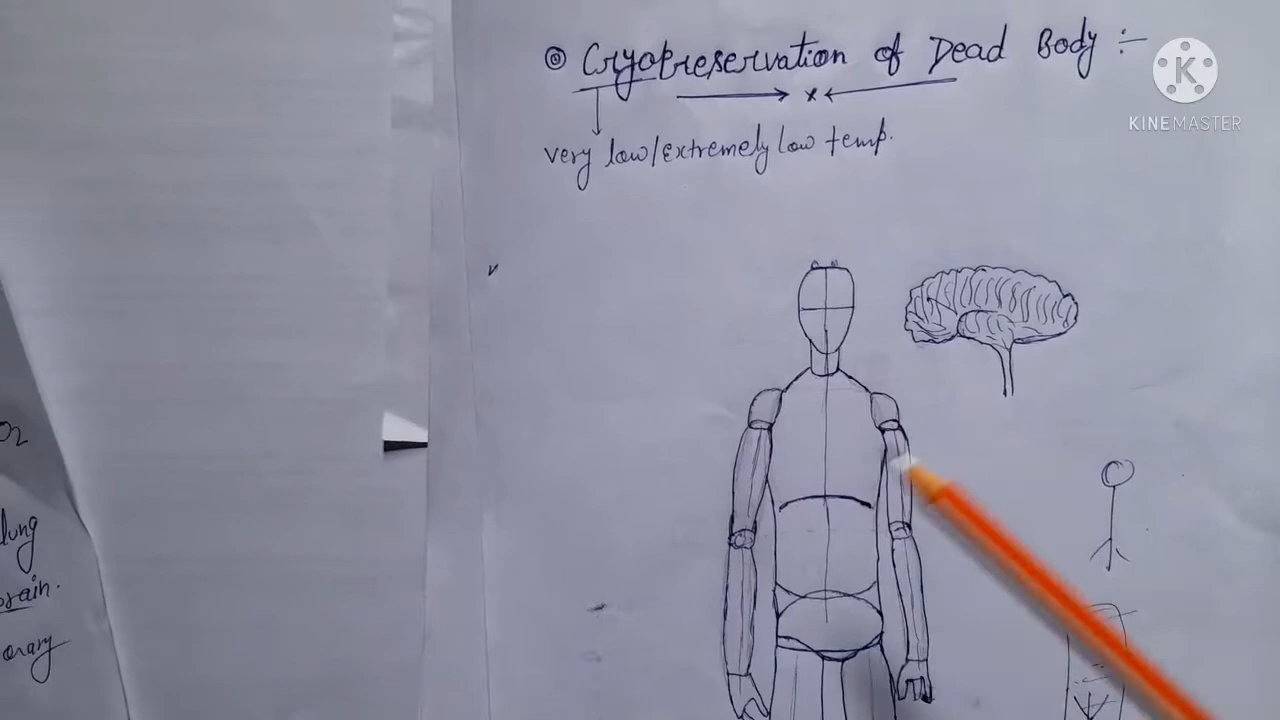 Cryopreservation of Dead Body :-
very low/extremely low temp.
KINEMASTER
lung
brain.